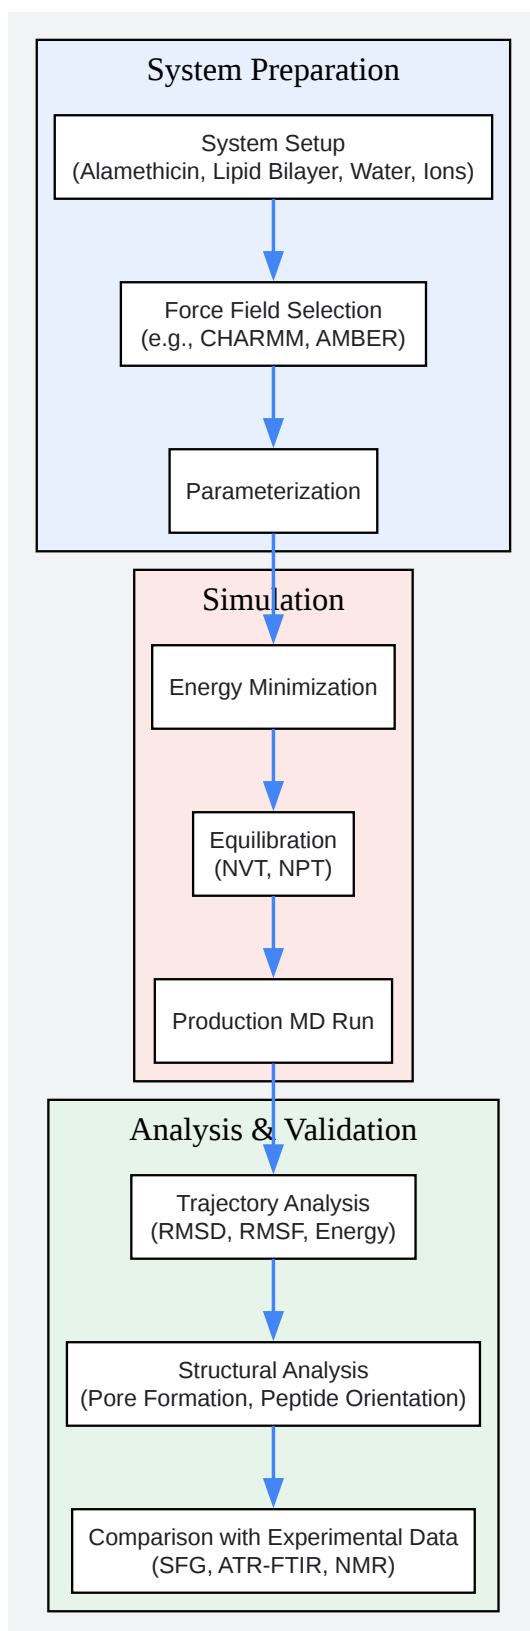 System Preparation
System Setup
(Alamethicin, Lipid Bilayer, Water, Ions)
Force Field Selection
(e.g., CHARMM, AMBER)
Parameterization
Simulation
Energy Minimization
Equilibration
(NVT, NPT)
Production MD Run
Analysis & Validation
Trajectory Analysis
(RMSD, RMSF, Energy)
Structural Analysis
(Pore Formation, Peptide Orientation)
Comparison with Experimental Data
(SFG, ATR-FTIR, NMR)